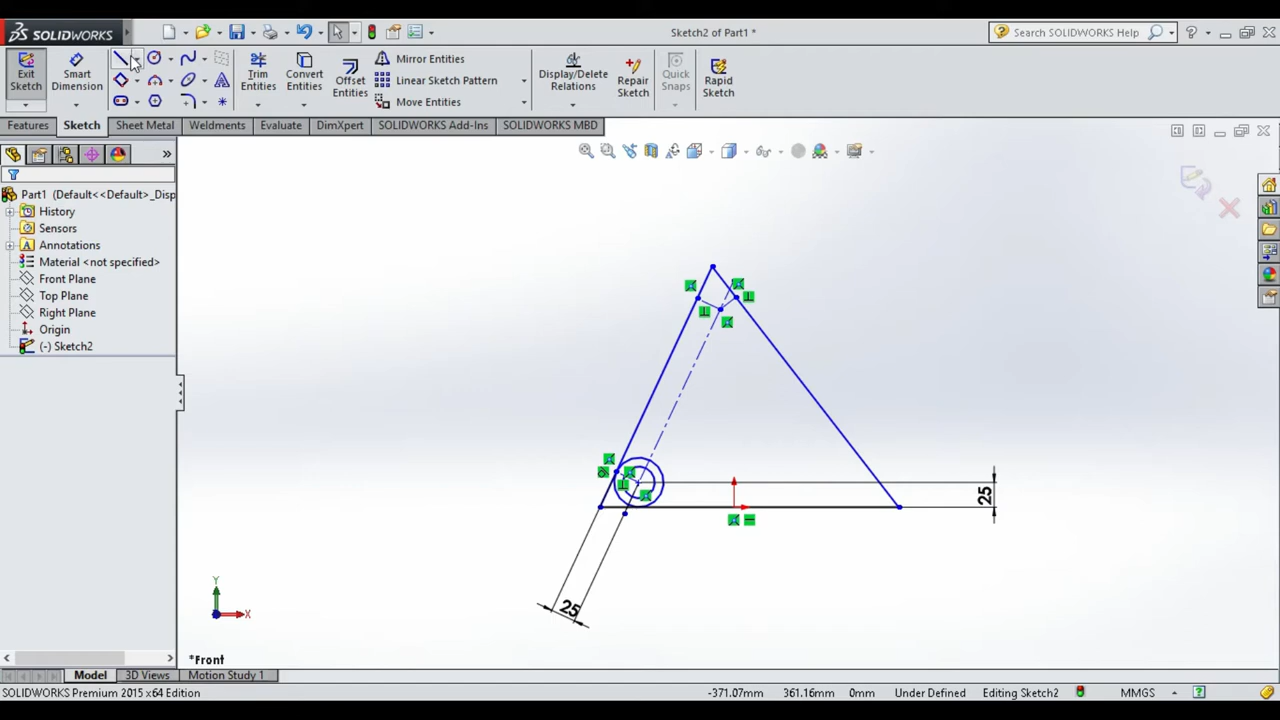 DS SOLIDWORKS
Sketch2 of Part1 *
Search SOLIDWORKS Help
Exit Sketch
Smart Dimension
Trim Entities
Convert Entities
Offset Entities
Mirror Entities
Linear Sketch Pattern
Move Entities
Display/Delete Relations
Repair Sketch
Quick Snaps
Rapid Sketch
Features Sketch Sheet Metal Weldments Evaluate DimXpert SOLIDWORKS Add-Ins SOLIDWORKS MBD
Part1 (Default<<Default>_Disp
History
Sensors
Annotations
Material <not specified>
Front Plane
Top Plane
Right Plane
Origin
(-) Sketch2
25
25
Y
X
*Front
Model 3D Views Motion Study 1
SOLIDWORKS Premium 2015 x64 Edition -371.07mm 361.16mm 0mm Under Defined Editing Sketch2 MMGS